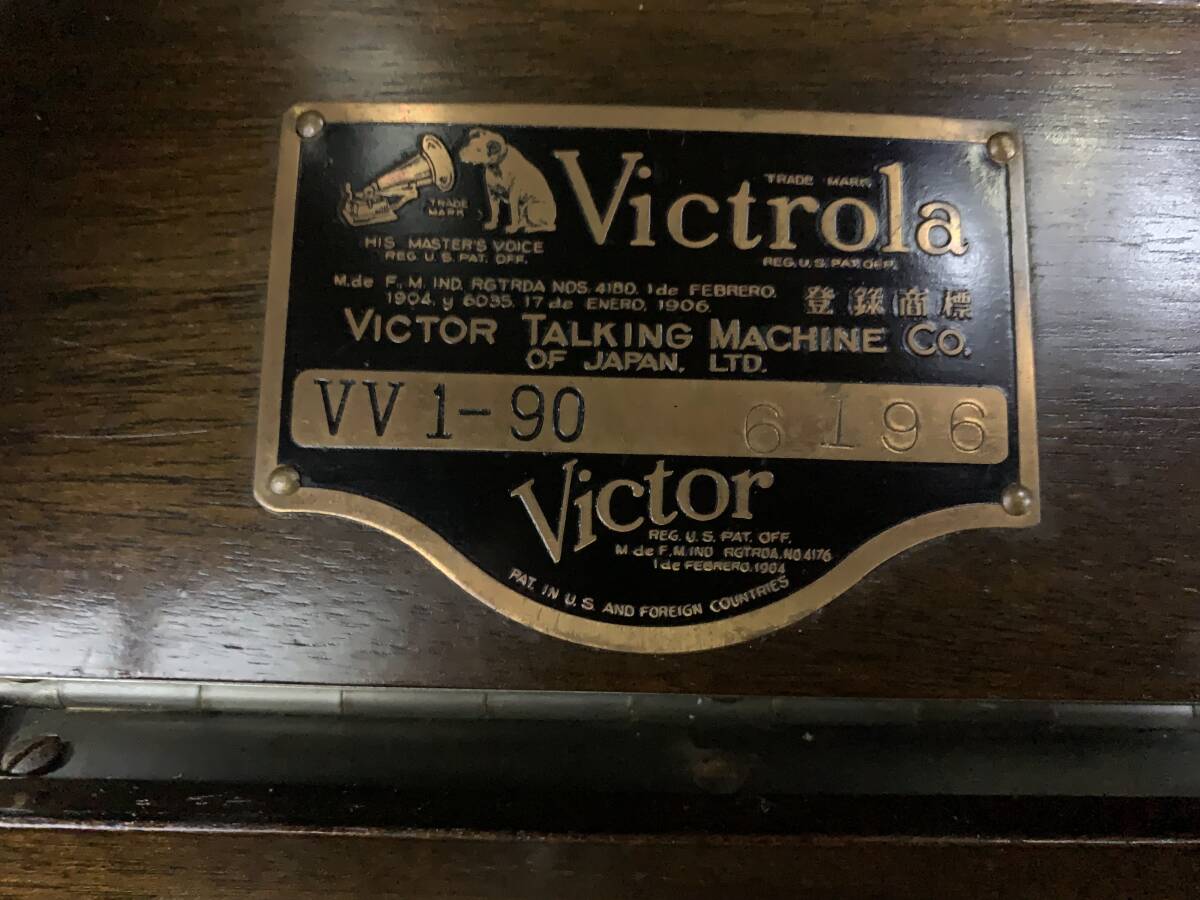 TRADE MARK
HIS MASTER'S VOICE
REG. U.S. PAT. OFF.
TRADE MARK
Victrola
REG. U.S. PAT. OFF.
M. de F., M. IND. RGTRDA NOS. 4180. 1 de FEBRERO.
1904. y 6035. 17 de ENERO, 1906.
登錄商標
VICTOR TALKING MACHINE CO.
OF JAPAN, LTD.
VV 1-90 6196
Victor
REG. U.S. PAT. OFF.
M de F. M. IND RGTRDA. NO. 4176
1 de FEBRERO. 1904
PAT. IN U.S. AND FOREIGN COUNTRIES